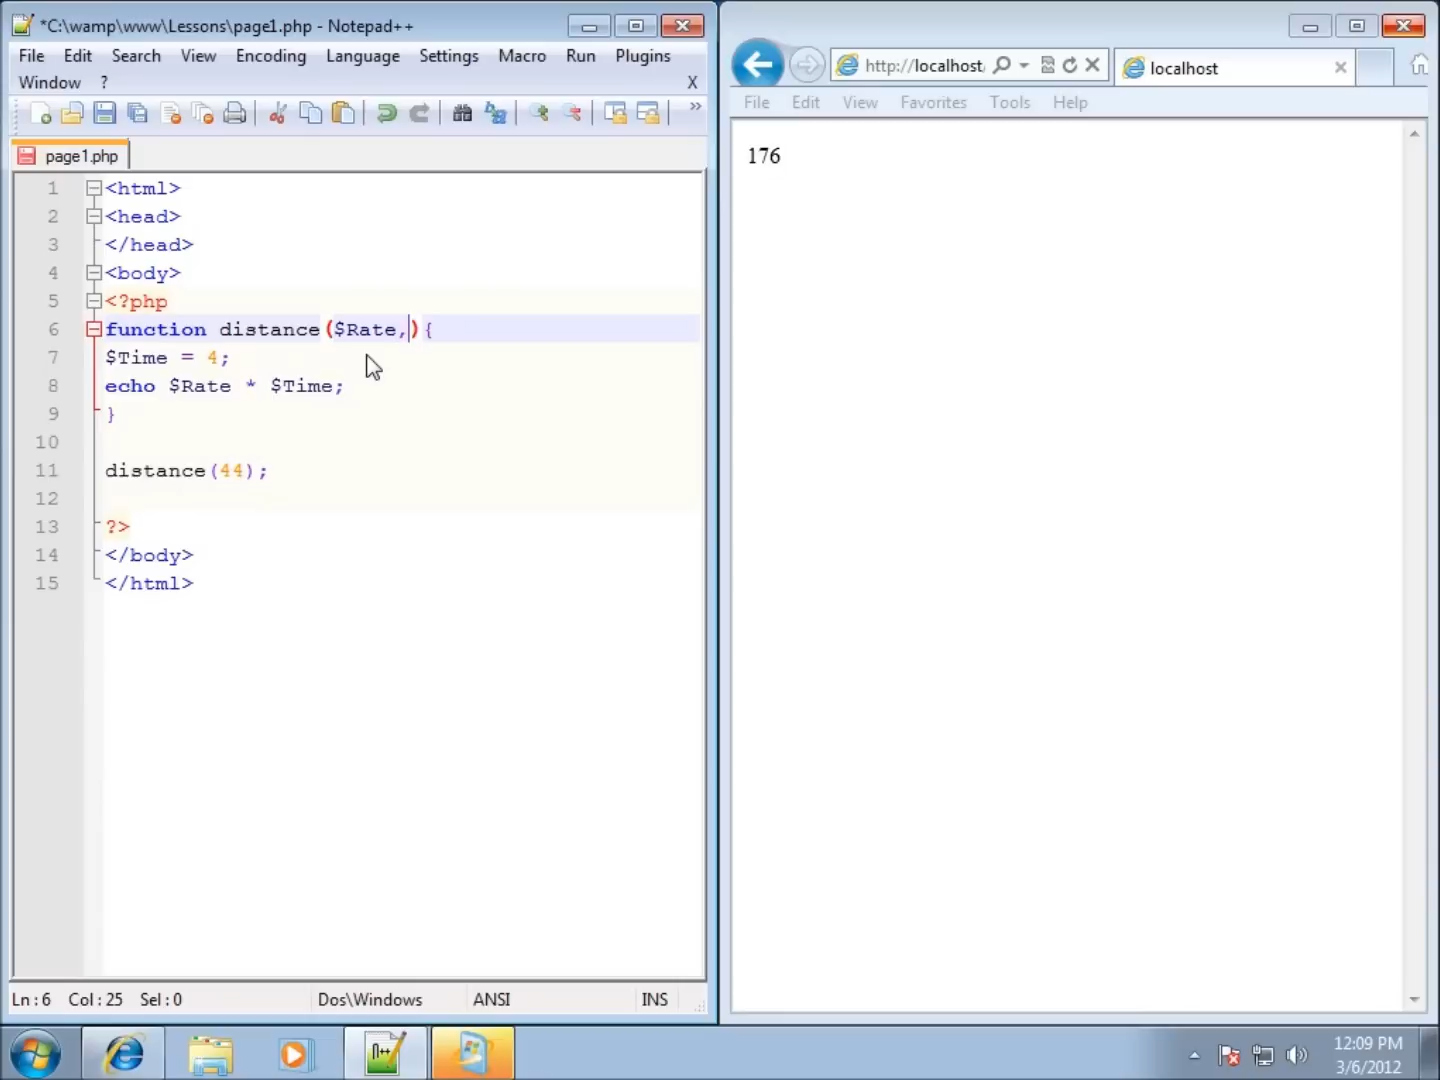 *C:\wamp\www\Lessons\page1.php - Notepad++
File Edit Search View Encoding Language Settings Macro Run Plugins
Window ? X
page1.php
1 <html>
2 <head>
3 </head>
4 <body>
5 <?php
6 function distance($Rate,){
7 $Time = 4;
8 echo $Rate * $Time;
9 }
10
11 distance(44);
12
13 ?>
14 </body>
15 </html>
Ln : 6 Col : 25 Sel : 0 Dos\Windows ANSI INS
http://localhost
localhost
File Edit View Favorites Tools Help
176
12:09 PM
3/6/2012